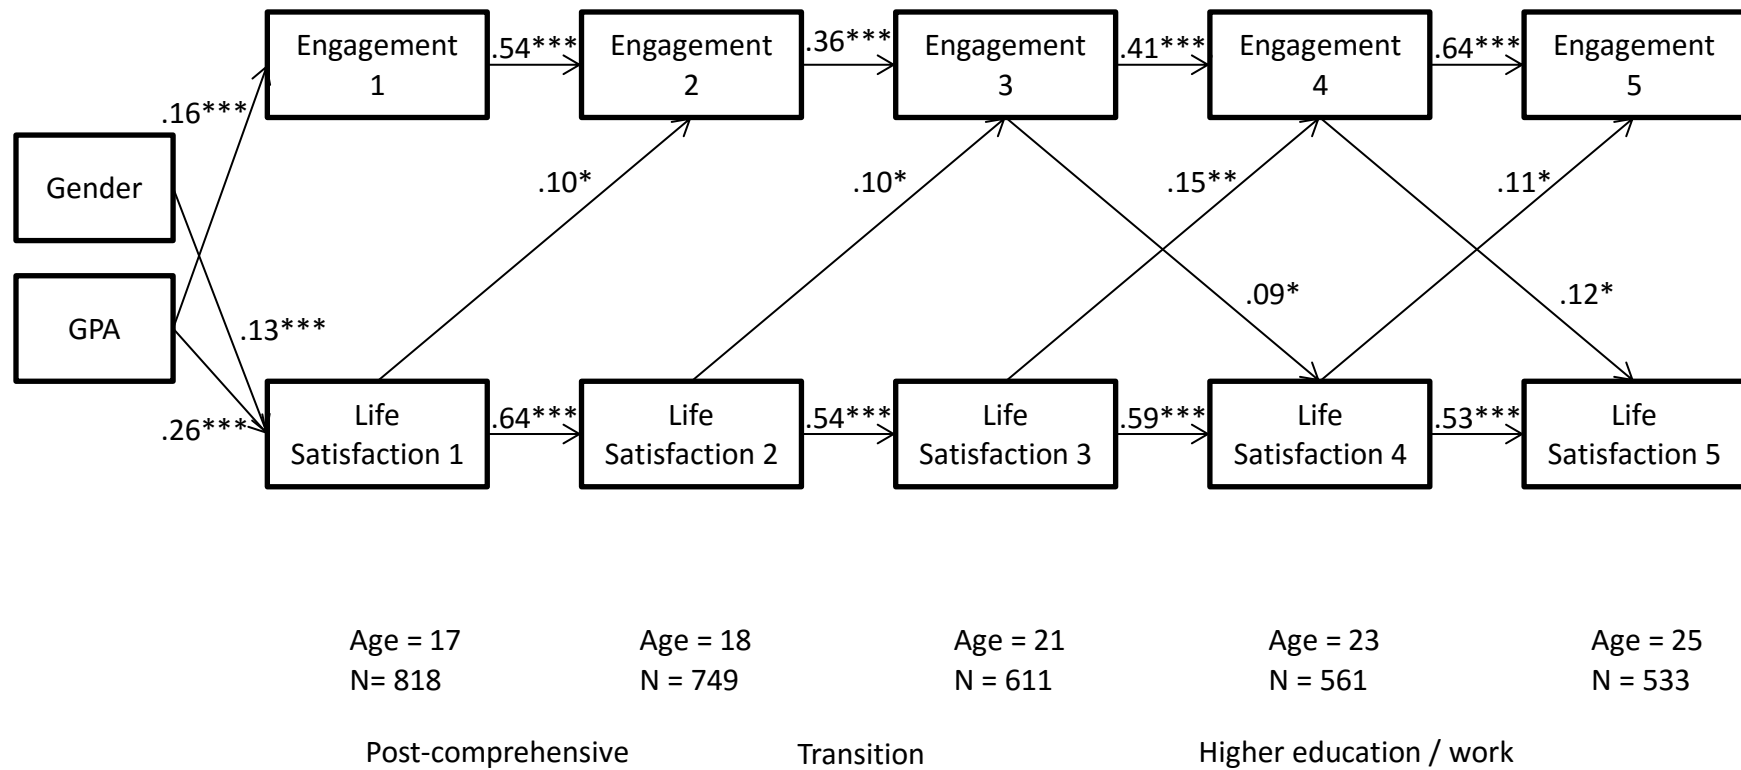 Engagement
1
.54***
Engagement
2
.36***
Engagement
3
.41***
Engagement
4
.64***
Engagement
5
.16***
Gender
.10*
.10*
.15**
.11*
GPA
.13***
.09*
.12*
.26***
Life
Satisfaction 1
.64***
Life
Satisfaction 2
.54***
Life
Satisfaction 3
.59***
Life
Satisfaction 4
.53***
Life
Satisfaction 5
Age = 17
N= 818
Age = 18
N = 749
Age = 21
N = 611
Age = 23
N = 561
Age = 25
N = 533
Post-comprehensive
Transition
Higher education / work